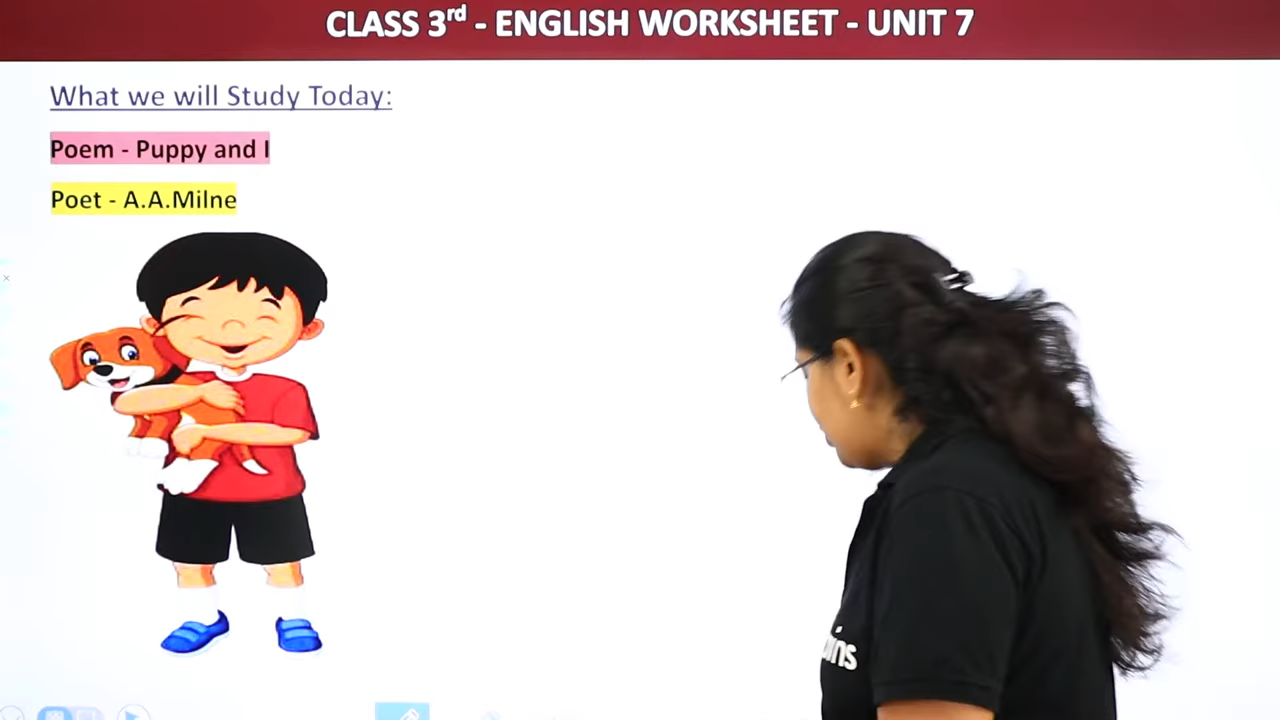 CLASS 3rd - ENGLISH WORKSHEET - UNIT 7
What we will Study Today:
Poem - Puppy and I
Poet - A.A.Milne